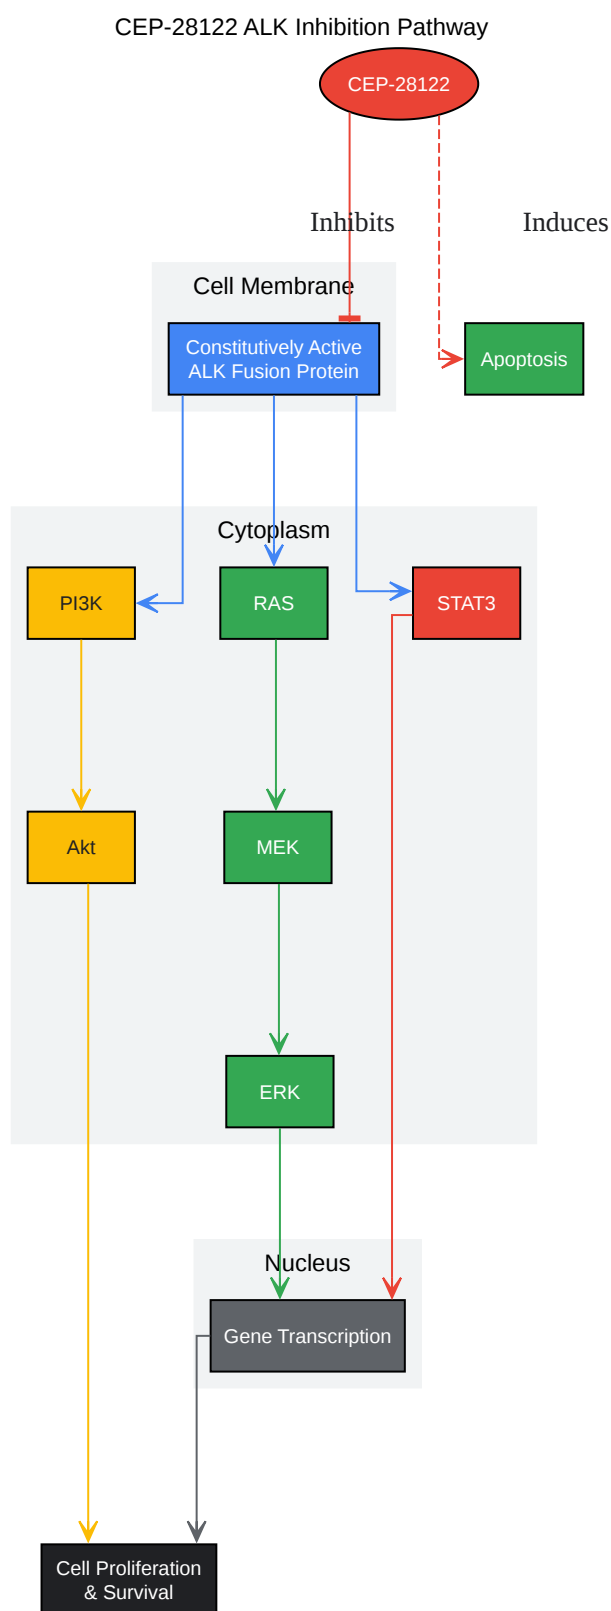 CEP-28122 ALK Inhibition Pathway
CEP-28122
Inhibits
Induces
Cell Membrane
Constitutively Active
ALK Fusion Protein
Apoptosis
Cytoplasm
PI3K
RAS
STAT3
Akt
MEK
ERK
Nucleus
Gene Transcription
Cell Proliferation
& Survival